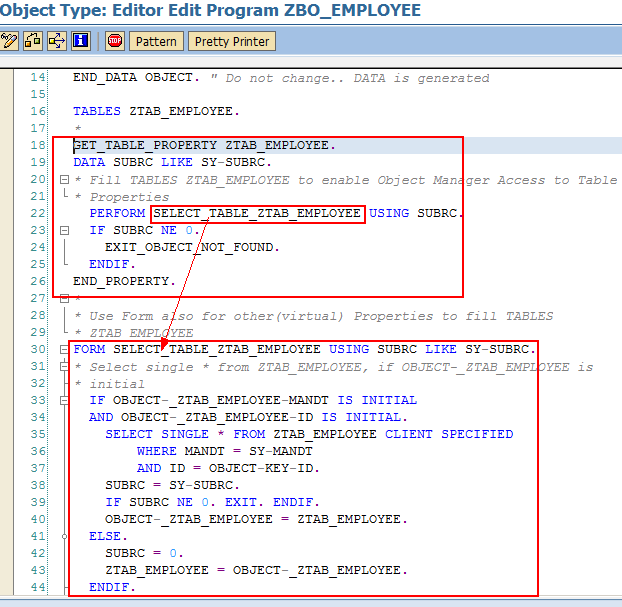 Object Type: Editor Edit Program ZBO_EMPLOYEE
Pattern Pretty Printer
14 END_DATA OBJECT. " Do not change.. DATA is generated
15
16 TABLES ZTAB_EMPLOYEE.
17 *
18 GET_TABLE_PROPERTY ZTAB_EMPLOYEE.
19 DATA SUBRC LIKE SY-SUBRC.
20 * Fill TABLES ZTAB_EMPLOYEE to enable Object Manager Access to Table
21 * Properties
22 PERFORM SELECT_TABLE_ZTAB_EMPLOYEE USING SUBRC.
23 IF SUBRC NE 0.
24 EXIT_OBJECT_NOT_FOUND.
25 ENDIF.
26 END_PROPERTY.
27 *
28 * Use Form also for other(virtual) Properties to fill TABLES
29 * ZTAB_EMPLOYEE
30 FORM SELECT_TABLE_ZTAB_EMPLOYEE USING SUBRC LIKE SY-SUBRC.
31 * Select single * from ZTAB_EMPLOYEE, if OBJECT-_ZTAB_EMPLOYEE is
32 * initial
33 IF OBJECT-_ZTAB_EMPLOYEE-MANDT IS INITIAL
34 AND OBJECT-_ZTAB_EMPLOYEE-ID IS INITIAL.
35 SELECT SINGLE * FROM ZTAB_EMPLOYEE CLIENT SPECIFIED
36 WHERE MANDT = SY-MANDT
37 AND ID = OBJECT-KEY-ID.
38 SUBRC = SY-SUBRC.
39 IF SUBRC NE 0. EXIT. ENDIF.
40 OBJECT-_ZTAB_EMPLOYEE = ZTAB_EMPLOYEE.
41 ELSE.
42 SUBRC = 0.
43 ZTAB_EMPLOYEE = OBJECT-_ZTAB_EMPLOYEE.
44 ENDIF.